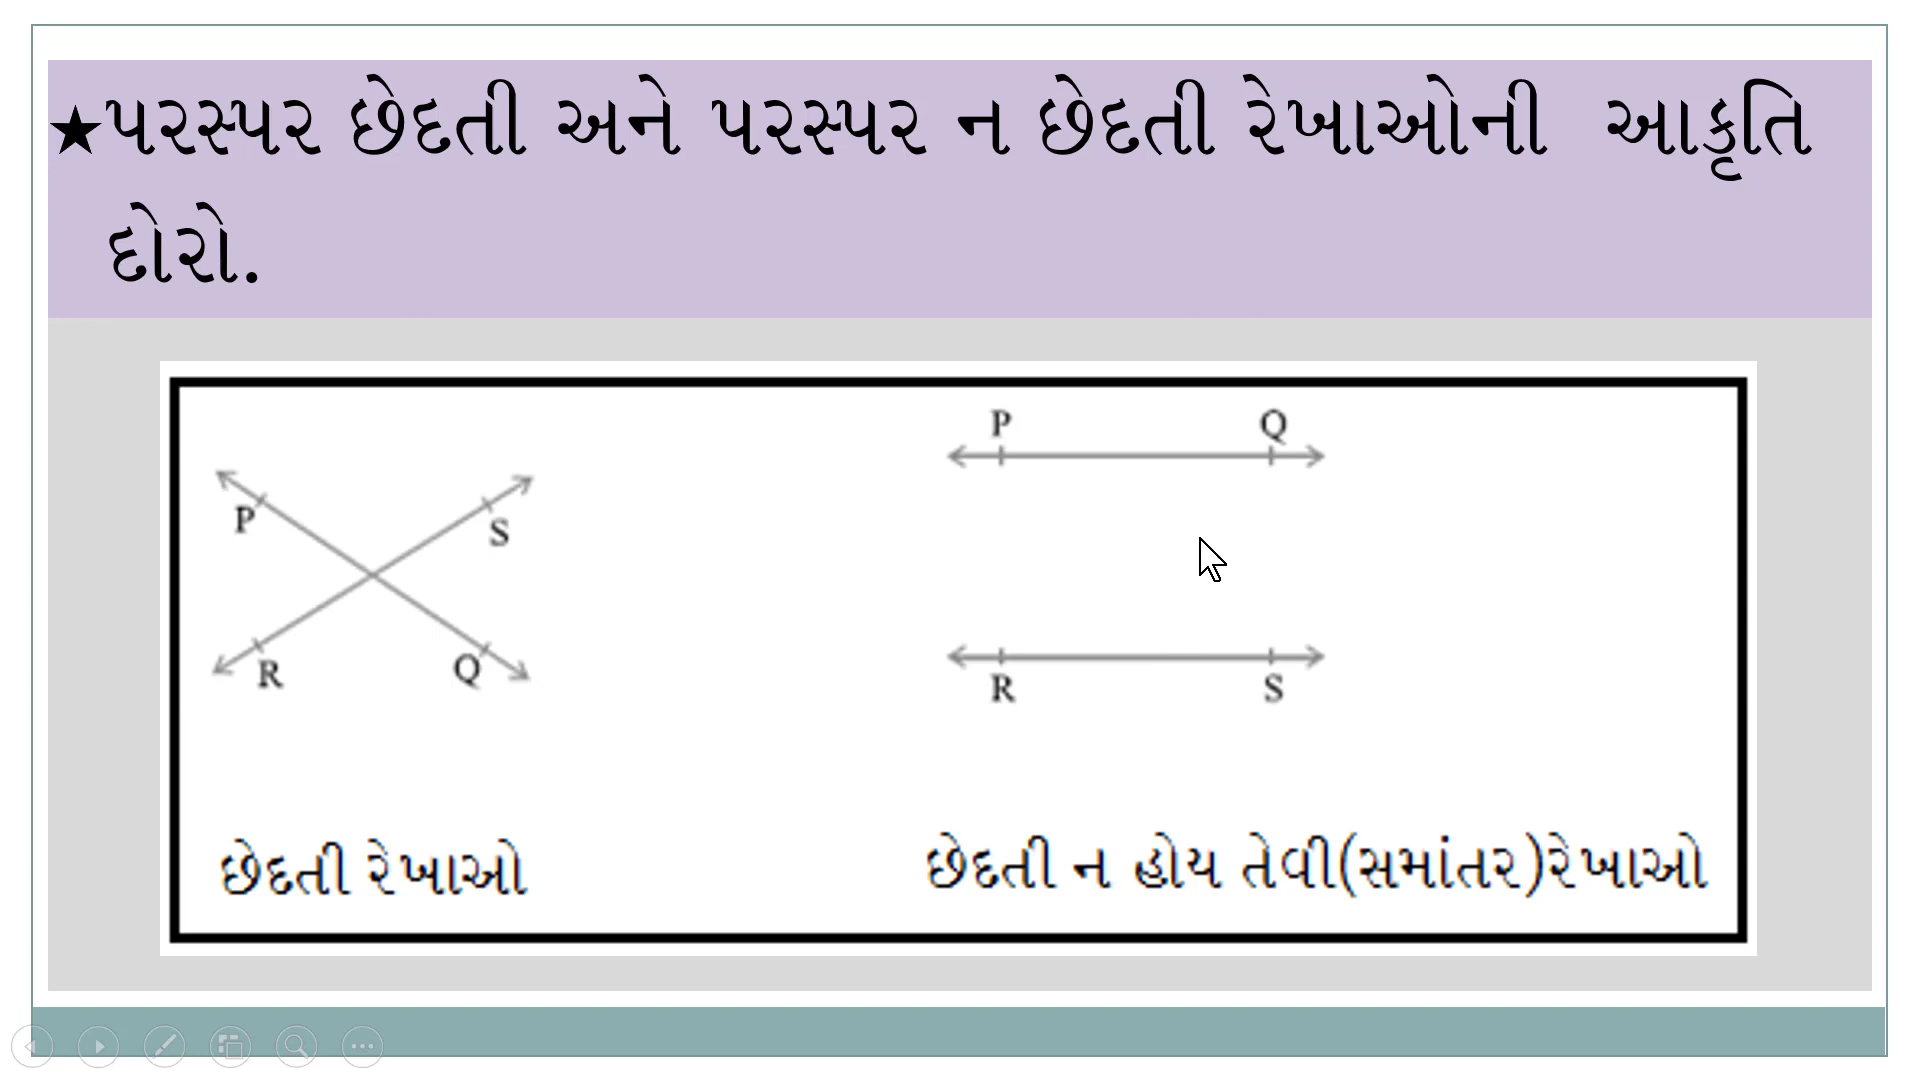 ★પરસ્પર છેદતી અને પરસ્પર ન છેદતી રેખાઓની આકૃતિ
દોરો.
P Q
P S
R Q
R S
છેદતી રેખાઓ
છેદતી ન હોય તેવી(સમાંતર)રેખાઓ